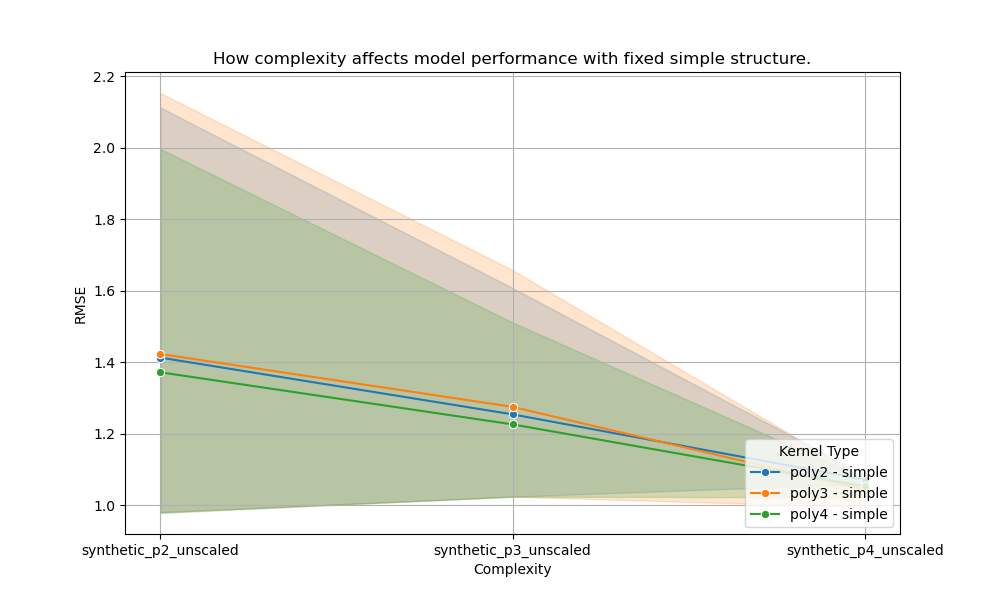 How complexity affects model performance with fixed simple structure.
2.2
2.0
1.8
1.6
1.4
1.2
1.0
RMSE
Kernel Type
poly2 - simple
poly3 - simple
poly4 - simple
synthetic_p2_unscaled
synthetic_p3_unscaled
synthetic_p4_unscaled
Complexity